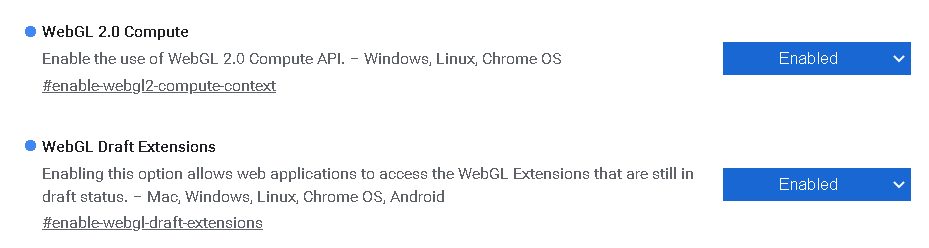 WebGL 2.0 Compute
Enable the use of WebGL 2.0 Compute API. – Windows, Linux, Chrome OS
Enabled
#enable-webgl2-compute-context
WebGL Draft Extensions
Enabling this option allows web applications to access the WebGL Extensions that are still in
draft status. – Mac, Windows, Linux, Chrome OS, Android
Enabled
#enable-webgl-draft-extensions